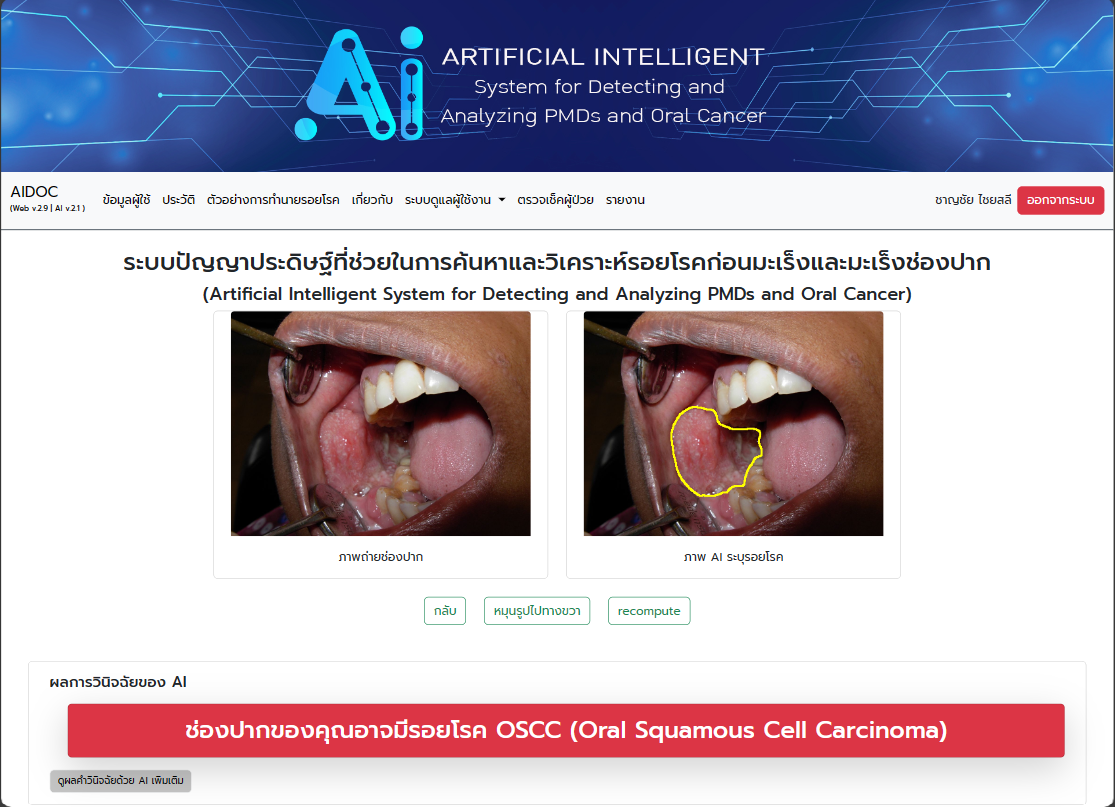 Ai
ARTIFICIAL INTELLIGENT
System for Detecting and
Analyzing PMDs and Oral Cancer
AIDOC
(Web v.2.9 | AI v.2.1 )
ข้อมูลผู้ใช้ ประวัติ ตัวอย่างการทำนายรอยโรค เกี่ยวกับ ระบบดูแลผู้ใช้งาน ตรวจเช็คผู้ป่วย รายงาน
ชาญชัย ไชยสลี ออกจากระบบ
ระบบปัญญาประดิษฐ์ที่ช่วยในการค้นหาและวิเคราะห์รอยโรคก่อนมะเร็งและมะเร็งช่องปาก
(Artificial Intelligent System for Detecting and Analyzing PMDs and Oral Cancer)
ภาพถ่ายช่องปาก
ภาพ AI ระบุรอยโรค
กลับ หมุนรูปไปทางขวา recompute
ผลการวินิจฉัยของ AI
ช่องปากของคุณอาจมีรอยโรค OSCC (Oral Squamous Cell Carcinoma)
ดูผลคำวินิจฉัยด้วย AI เพิ่มเติม